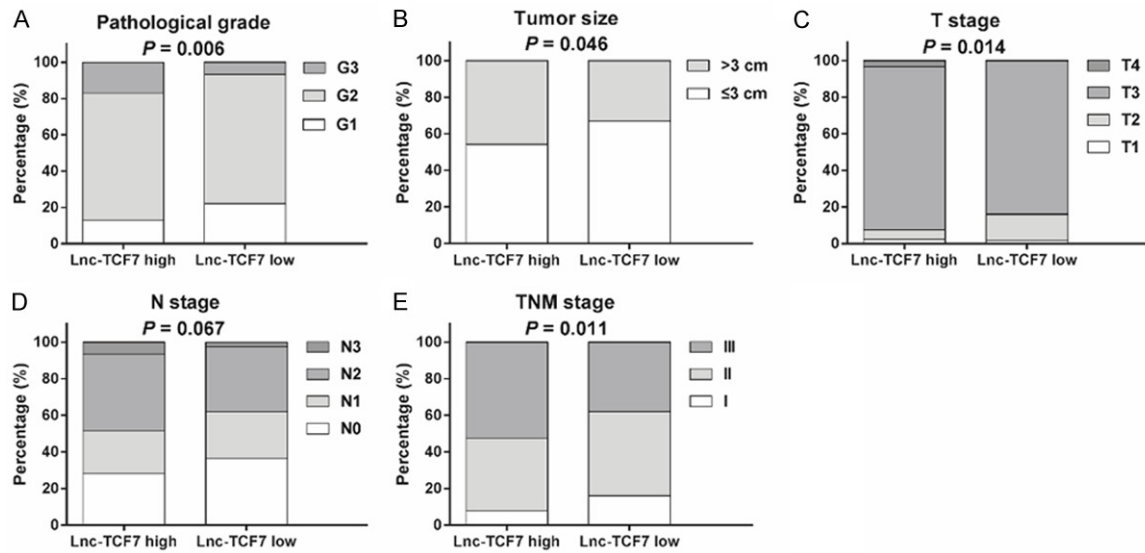 A
Pathological grade
P = 0.006
Percentage (%)
100
80
60
40
20
0
G3
G2
G1
Lnc-TCF7 high
Lnc-TCF7 low
B
Tumor size
P = 0.046
Percentage (%)
100
80
60
40
20
0
>3 cm
≤3 cm
Lnc-TCF7 high
Lnc-TCF7 low
C
T stage
P = 0.014
Percentage (%)
100
80
60
40
20
0
T4
T3
T2
T1
Lnc-TCF7 high
Lnc-TCF7 low
D
N stage
P = 0.067
Percentage (%)
100
80
60
40
20
0
N3
N2
N1
N0
Lnc-TCF7 high
Lnc-TCF7 low
E
TNM stage
P = 0.011
Percentage (%)
100
80
60
40
20
0
III
II
I
Lnc-TCF7 high
Lnc-TCF7 low